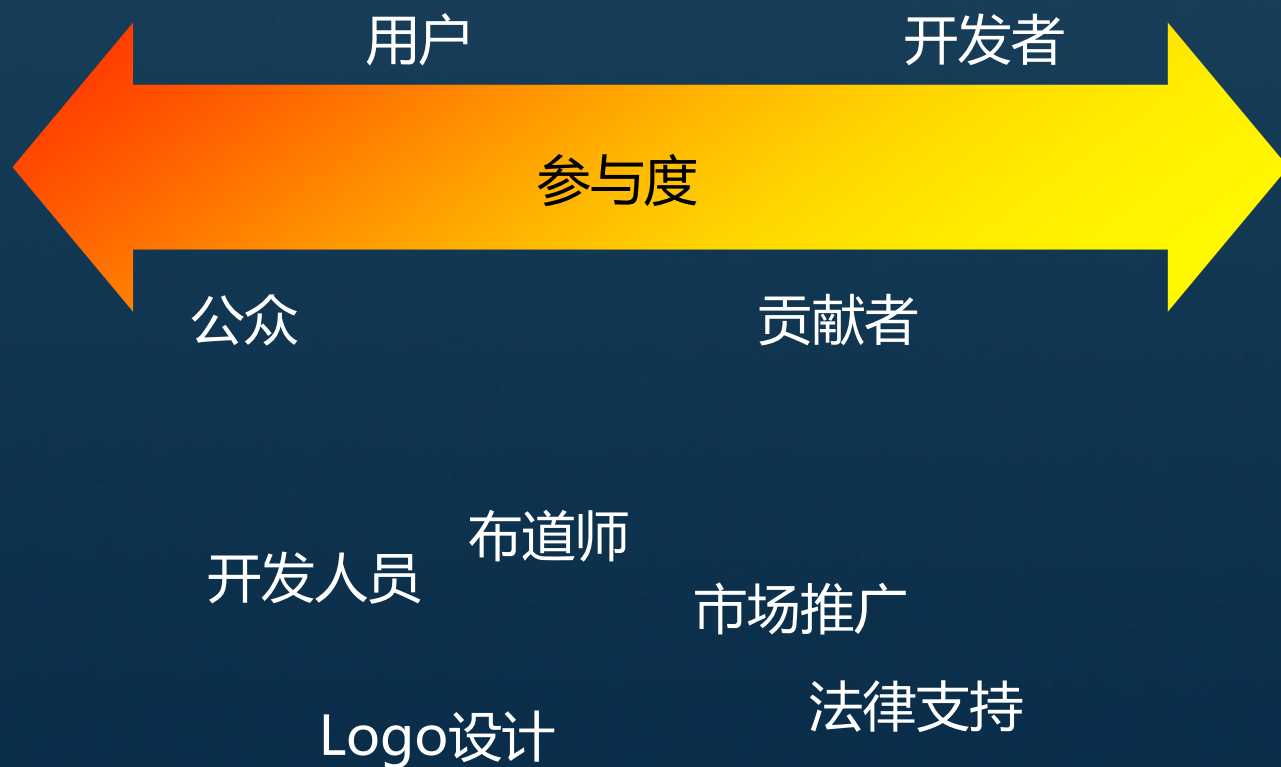 用户
开发者
参与度
公众
贡献者
布道师
开发人员
市场推广
法律支持
Logo设计